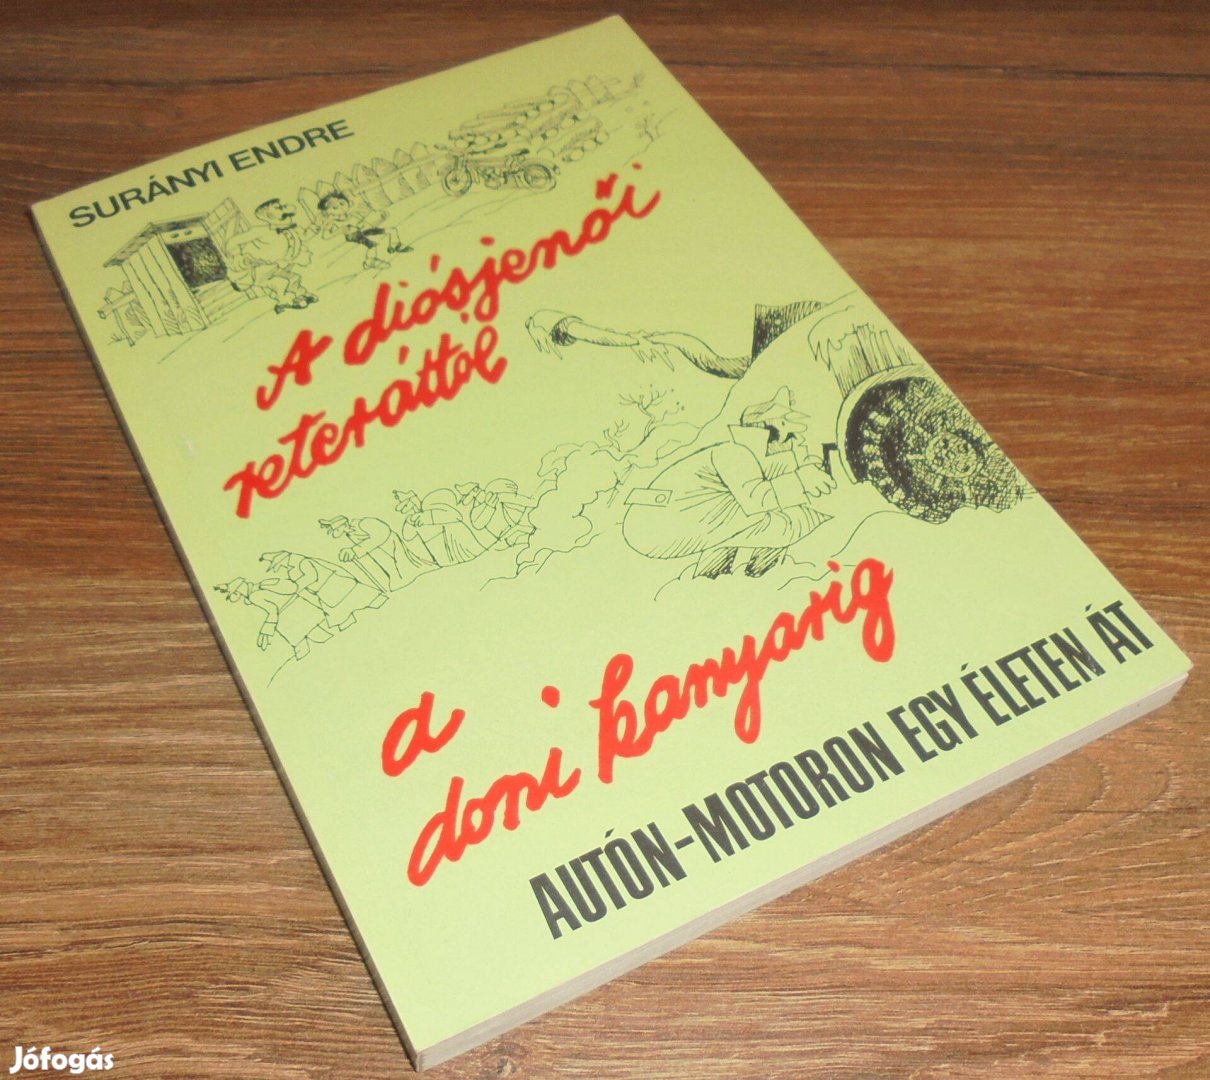 SURÁNYI ENDRE
A diósjenői
reteráttól
a
doni kanyarig
AUTÓN-MOTORON EGY ÉLETEN ÁT
Jófogás